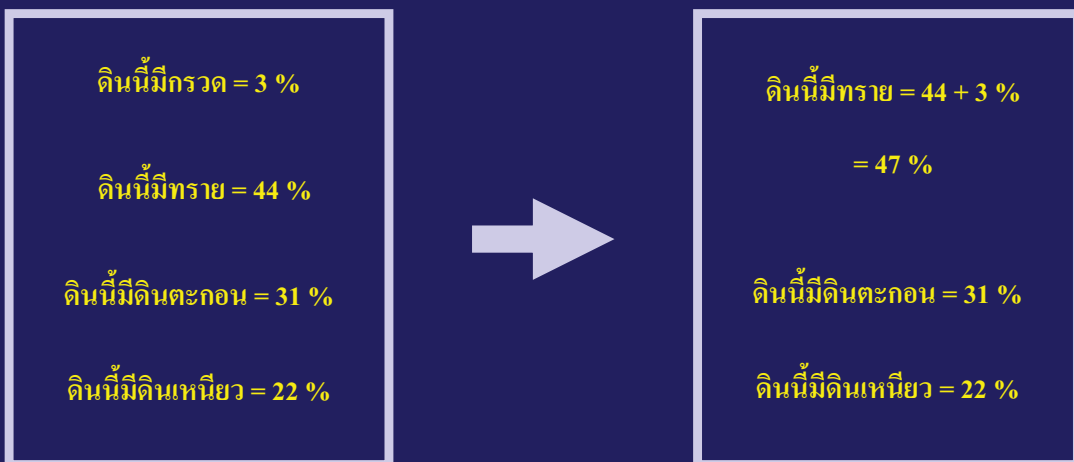 ดินนี้มีกรวด = 3 %
ดินนี้มีทราย = 44 %
ดินนี้มีดินตะกอน = 31 %
ดินนี้มีดินเหนียว = 22 %
ดินนี้มีทราย = 44 + 3 %
= 47 %
ดินนี้มีดินตะกอน = 31 %
ดินนี้มีดินเหนียว = 22 %